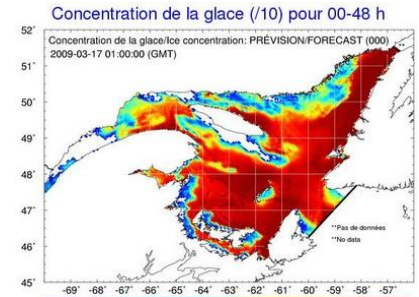 Concentration de la glace (/10) pour 00-48 h
Concentration de la glace/Ice concentration: PRÉVISION/FORECAST (000)
2009-03-17 01:00:00 (GMT)
52˚
51˚
50˚
49˚
48˚
47˚
46˚
45˚
**
**Pas de données
**No data
-69˚ -68˚ -67˚ -66˚ -65˚ -64˚ -63˚ -62˚ -61˚ -60˚ -59˚ -58˚ -57˚